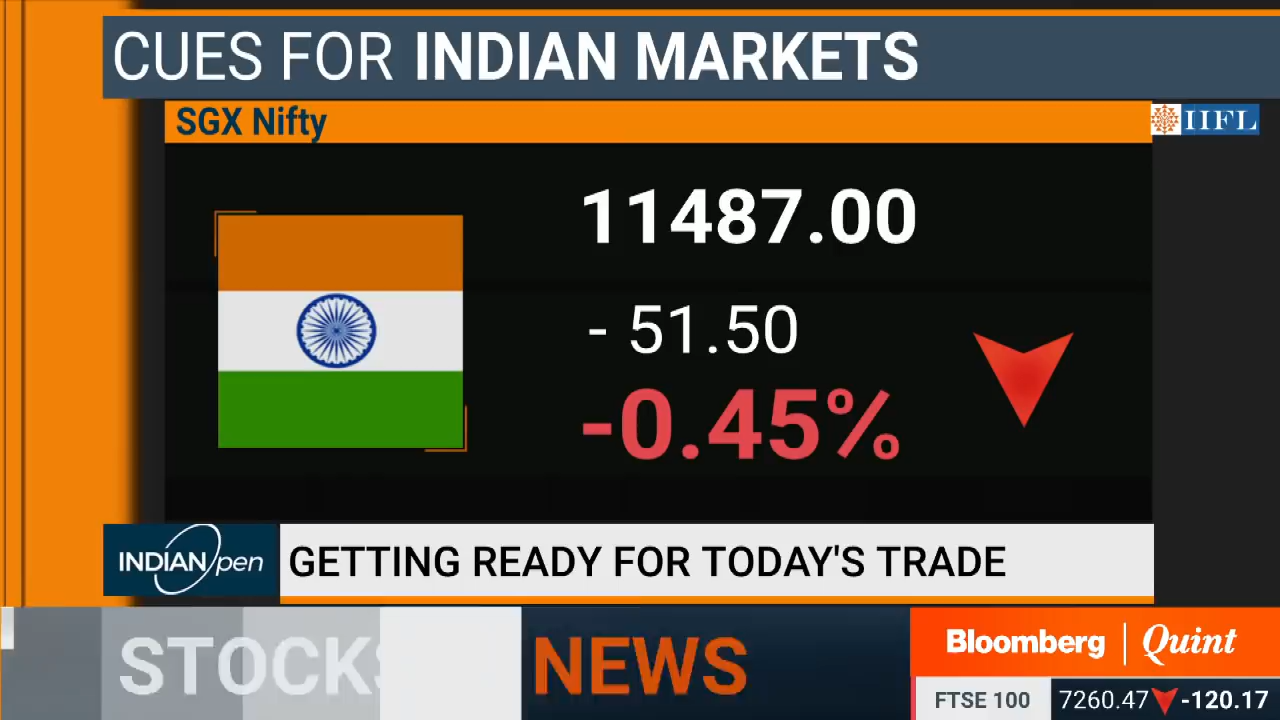 CUES FOR INDIAN MARKETS
SGX Nifty
IIFL
11487.00
- 51.50
-0.45%
INDIAN Open
GETTING READY FOR TODAY'S TRADE
STOCKS
NEWS
Bloomberg | Quint
FTSE 100 7260.47 -120.17